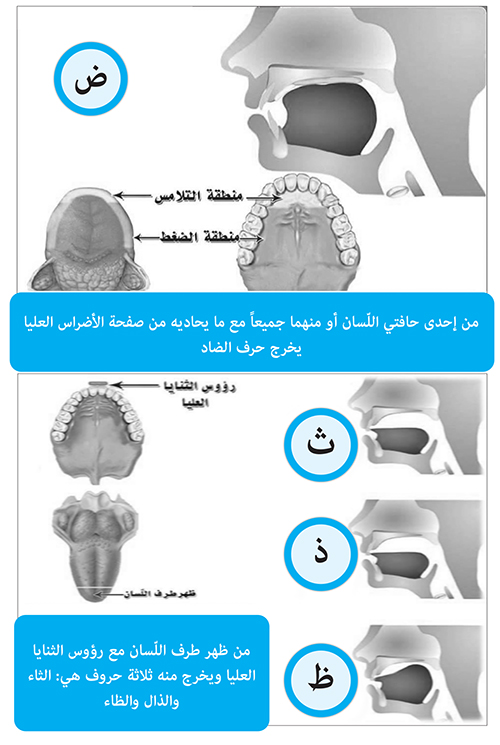 ض
منطقة التلامس
منطقة الضغط
من إحدى حافتي اللّسان أو منهما جميعاً مع ما يحاديه من صفحة الأضراس العليا
يخرج حرف الضاد
رؤوس الثنايا
العليا
ث
ذ
ظهر طرف اللسان
من ظهر طرف اللّسان مع رؤوس الثنايا
العليا ويخرج منه ثلاثة حروف هي: الثاء
والذال والظاء
ظ